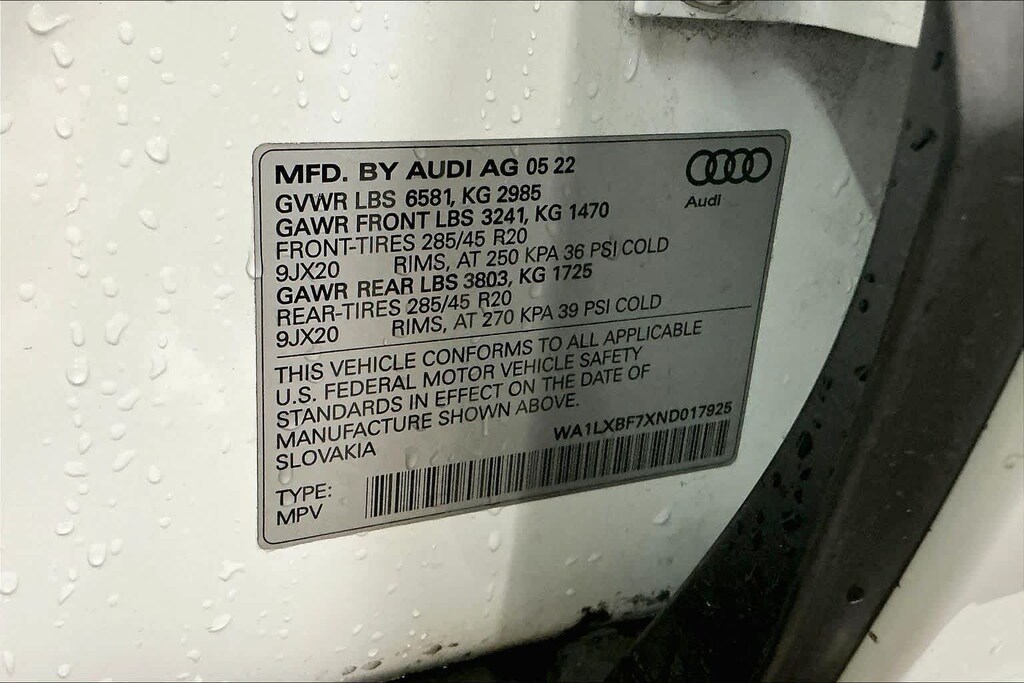 MFD. BY AUDI AG 05 22
GVWR LBS 6581, KG 2985
GAWR FRONT LBS 3241, KG 1470
FRONT-TIRES 285/45 R20
9JX20 RIMS, AT 250 KPA 36 PSI COLD
GAWR REAR LBS 3803, KG 1725
REAR-TIRES 285/45 R20
9JX20 RIMS, AT 270 KPA 39 PSI COLD
Audi
THIS VEHICLE CONFORMS TO ALL APPLICABLE
U.S. FEDERAL MOTOR VEHICLE SAFETY
STANDARDS IN EFFECT ON THE DATE OF
MANUFACTURE SHOWN ABOVE.
SLOVAKIA
WA1LXBF7XND017925
TYPE:
MPV